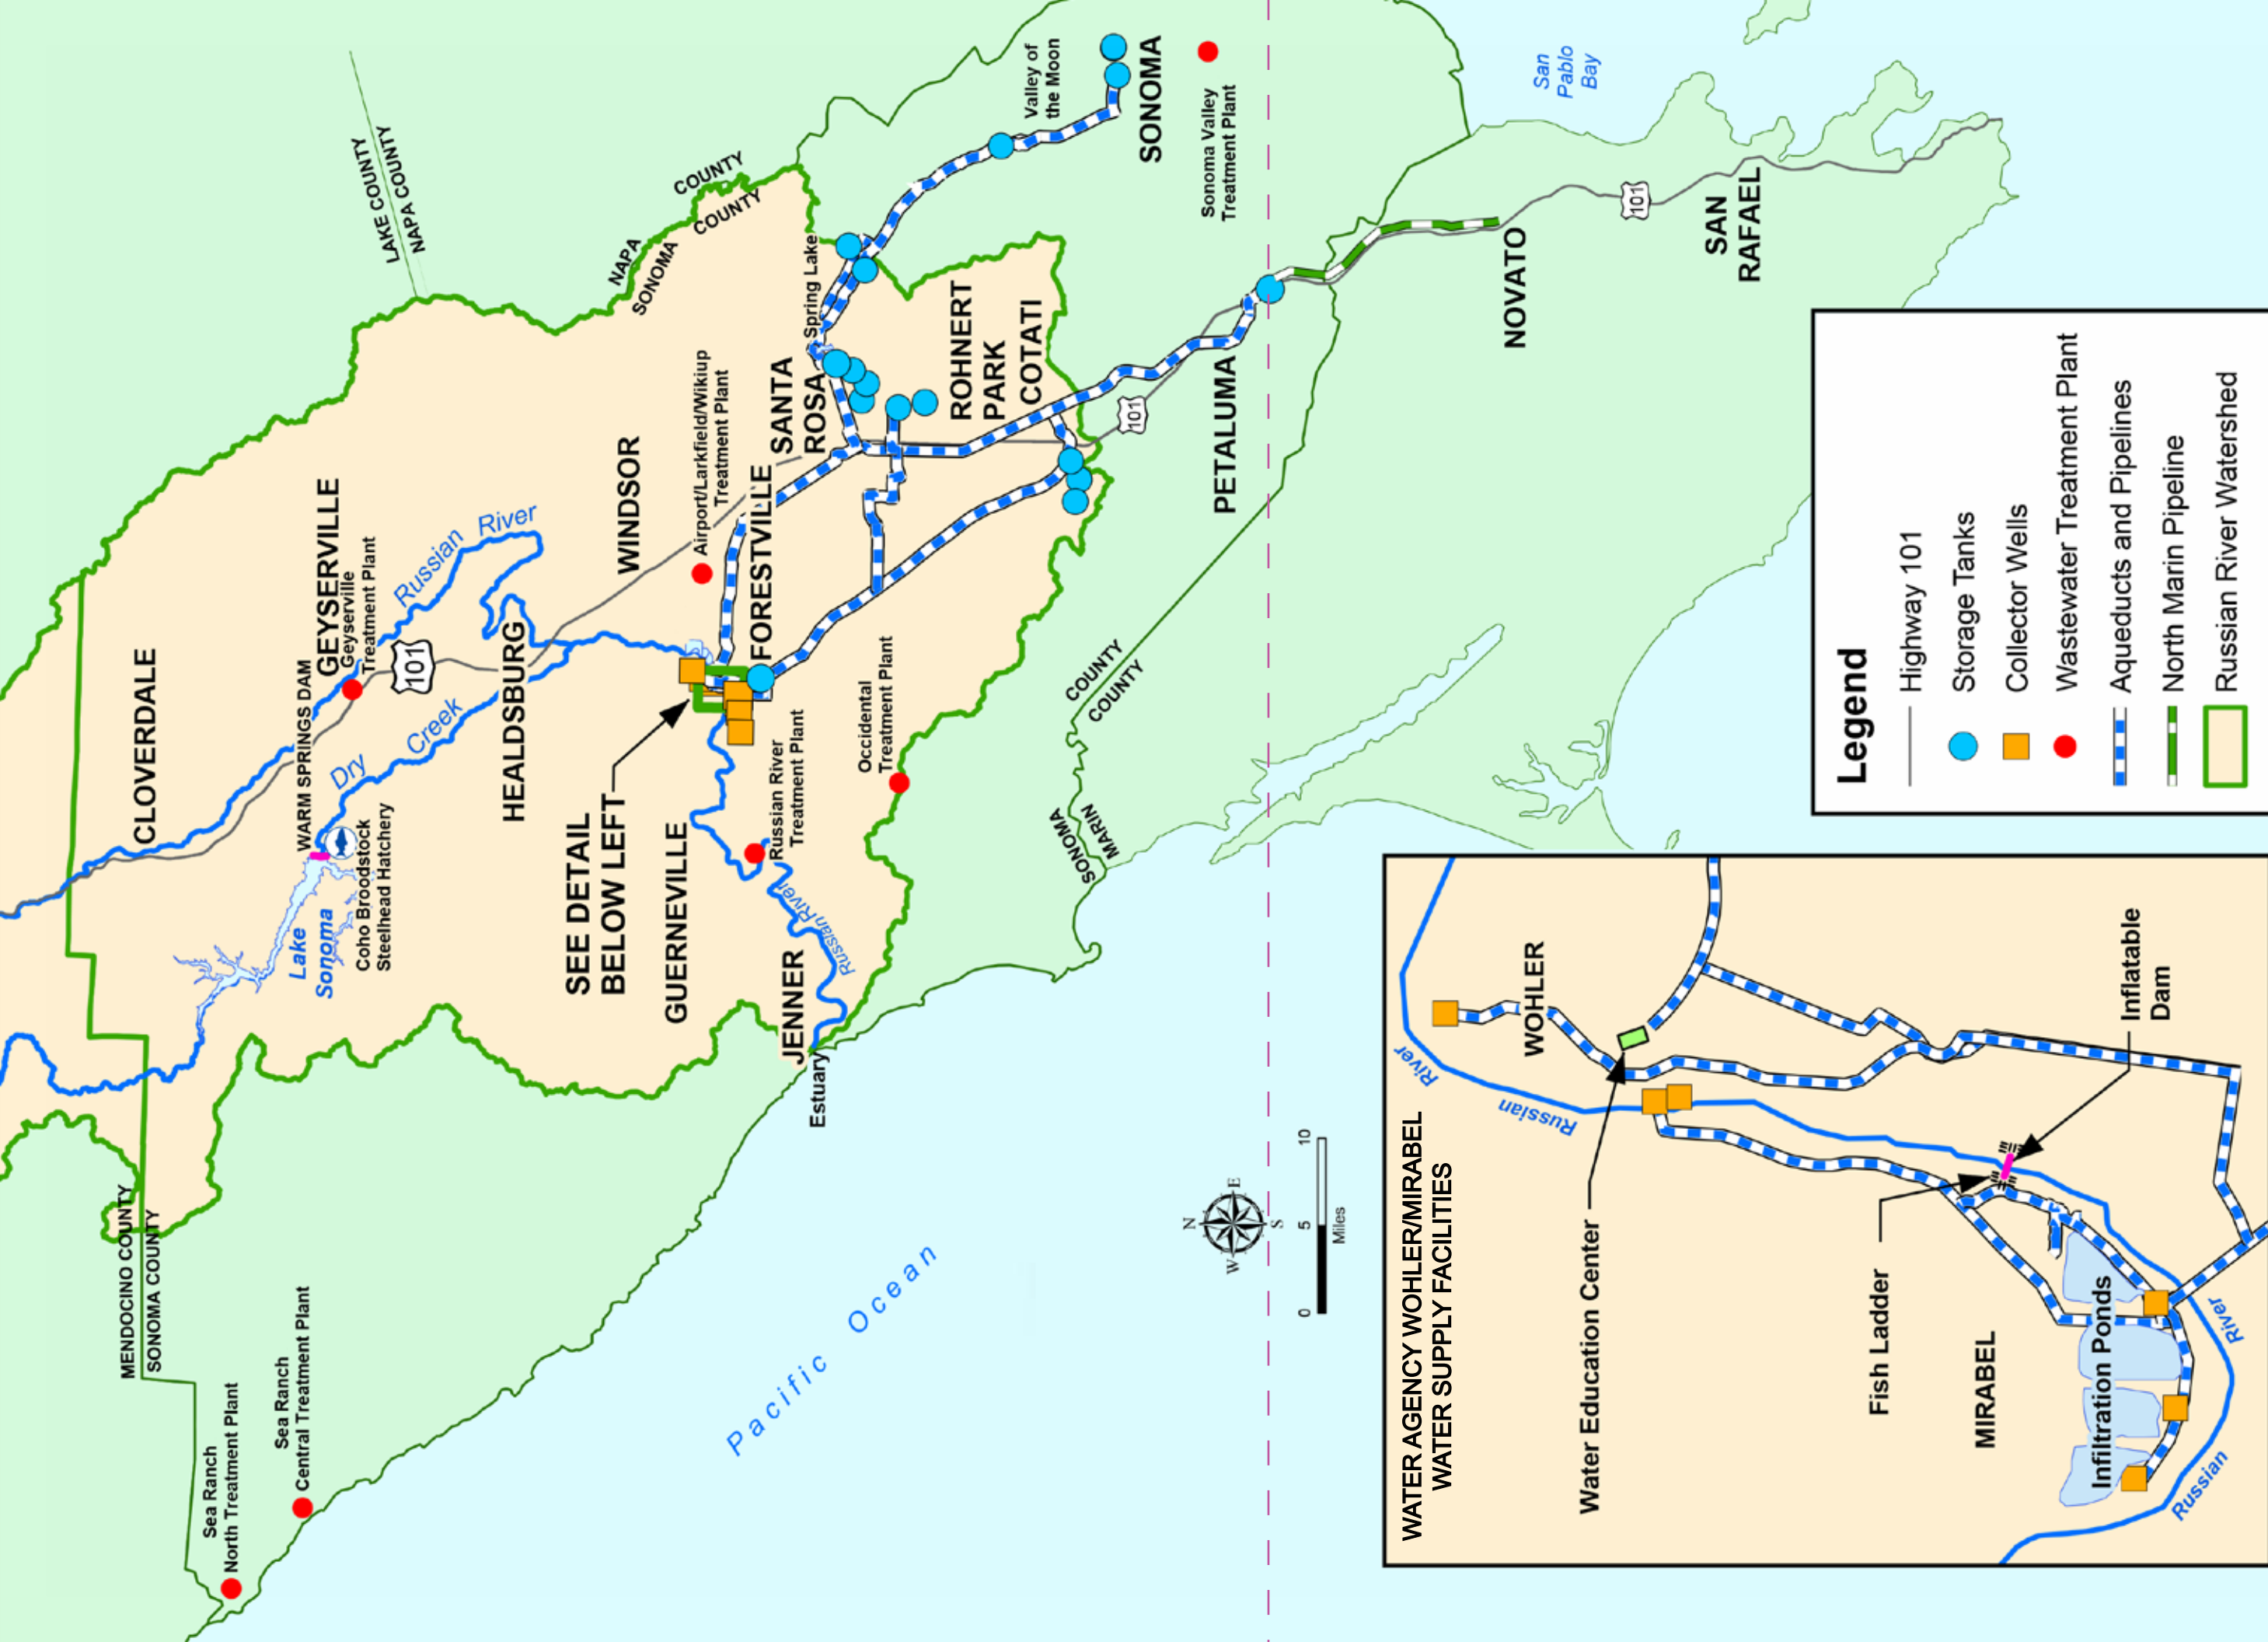 MENDOCINO COUNTY
SONOMA COUNTY
Sea Ranch
North Treatment Plant
Sea Ranch
Central Treatment Plant
CLOVERDALE
WARM SPRINGS DAM
Lake
Sonoma
Coho Broodstock
Steelhead Hatchery
Dry Creek
GEYSERVILLE
Geyserville
Treatment Plant
101
Russian River
LAKE COUNTY
NAPA COUNTY
HEALDSBURG
WINDSOR
NAPA COUNTY
SONOMA COUNTY
SEE DETAIL
BELOW LEFT
GUERNEVILLE
Airport/Larkfield/Wikiup
Treatment Plant
FORESTVILLE
SANTA
ROSA
Spring Lake
JENNER
Estuary
Russian River
Russian River
Treatment Plant
Occidental
Treatment Plant
ROHNERT
PARK
COTATI
Valley of
the Moon
SONOMA
Sonoma Valley
Treatment Plant
101
PETALUMA
SONOMA COUNTY
MARIN COUNTY
Pacific Ocean
N
W
E
S
0 5 10
Miles
NOVATO
San
Pablo
Bay
101
SAN
RAFAEL
WATER AGENCY WOHLER/MIRABEL
WATER SUPPLY FACILITIES
Russian River
WOHLER
Water Education Center
Fish Ladder
MIRABEL
Infiltration Ponds
Inflatable
Dam
Russian River
Legend
Highway 101
Storage Tanks
Collector Wells
Wastewater Treatment Plant
Aqueducts and Pipelines
North Marin Pipeline
Russian River Watershed